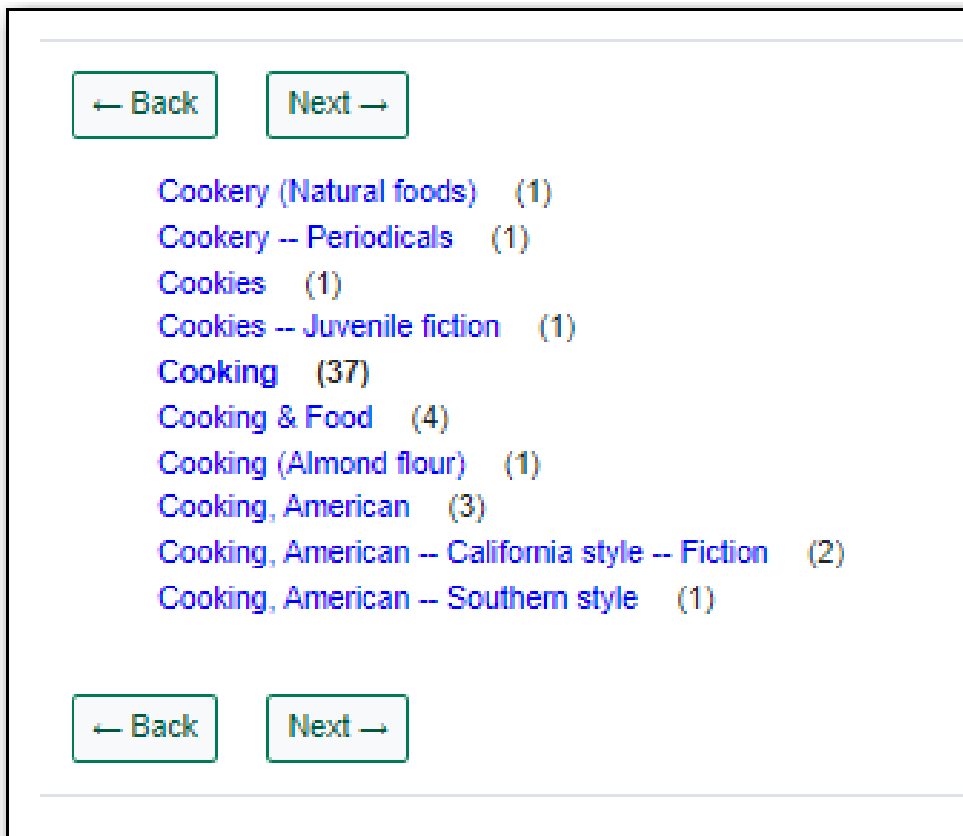 ← Back Next →
Cookery (Natural foods) (1)
Cookery -- Periodicals (1)
Cookies (1)
Cookies -- Juvenile fiction (1)
Cooking (37)
Cooking & Food (4)
Cooking (Almond flour) (1)
Cooking, American (3)
Cooking, American -- California style -- Fiction (2)
Cooking, American -- Southern style (1)
← Back Next →